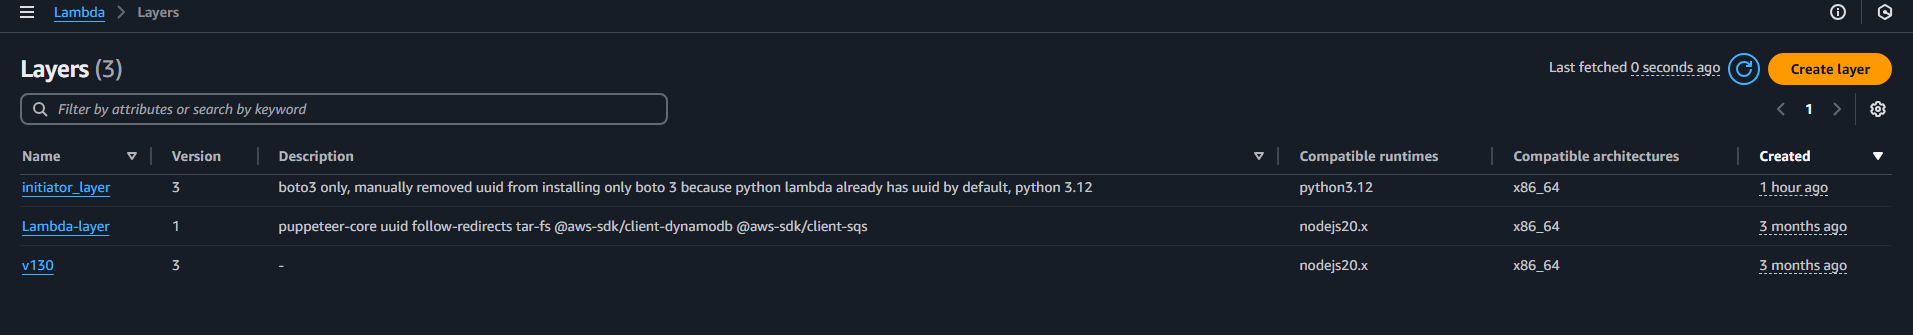 Lambda > Layers
Layers (3)
Last fetched 0 seconds ago
Create layer
Filter by attributes or search by keyword
1
Name Version Description Compatible runtimes Compatible architectures Created
initiator_layer 3 boto3 only, manually removed uuid from installing only boto 3 because python lambda already has uuid by default, python 3.12 python3.12 x86_64 1 hour ago
Lambda-layer 1 puppeteer-core uuid follow-redirects tar-fs @aws-sdk/client-dynamodb @aws-sdk/client-sqs nodejs20.x x86_64 3 months ago
v130 3 - nodejs20.x x86_64 3 months ago